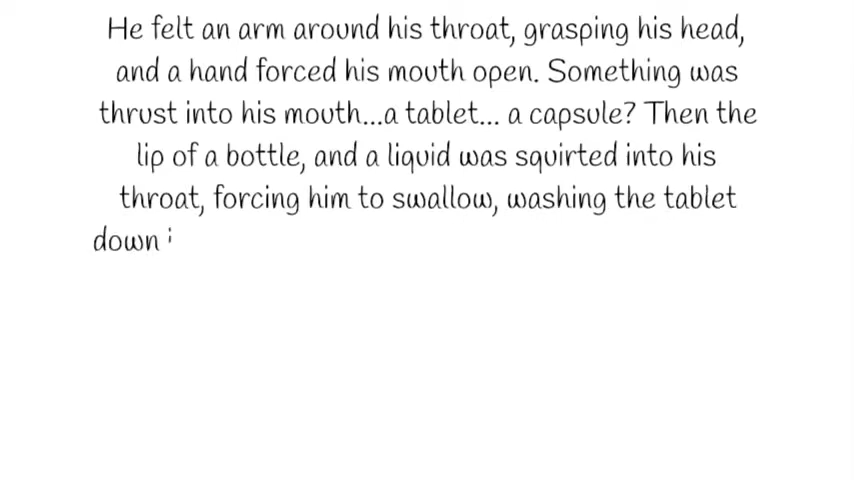 He felt an arm around his throat, grasping his head,
and a hand forced his mouth open. Something was
thrust into his mouth...a tablet... a capsule? Then the
lip of a bottle, and a liquid was squirted into his
throat, forcing him to swallow, washing the tablet
down i